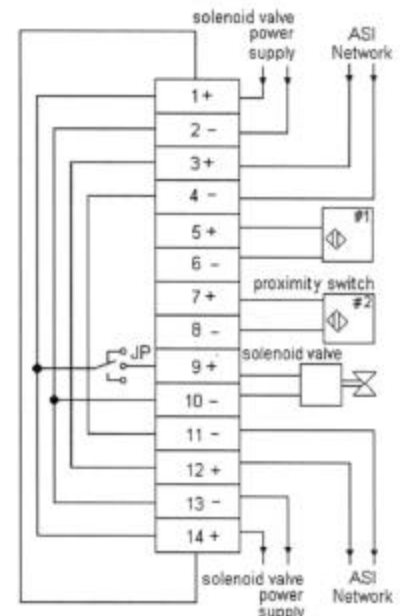 solenoid valve
power
supply
ASI
Network
1 +
2 -
3 +
4 -
5 +
#1
6 -
proximity switch
7 +
#2
8 -
JP
solenoid valve
9 +
10 -
11 -
12 +
13 -
14 +
solenoid valve
power
supply
ASI
Network